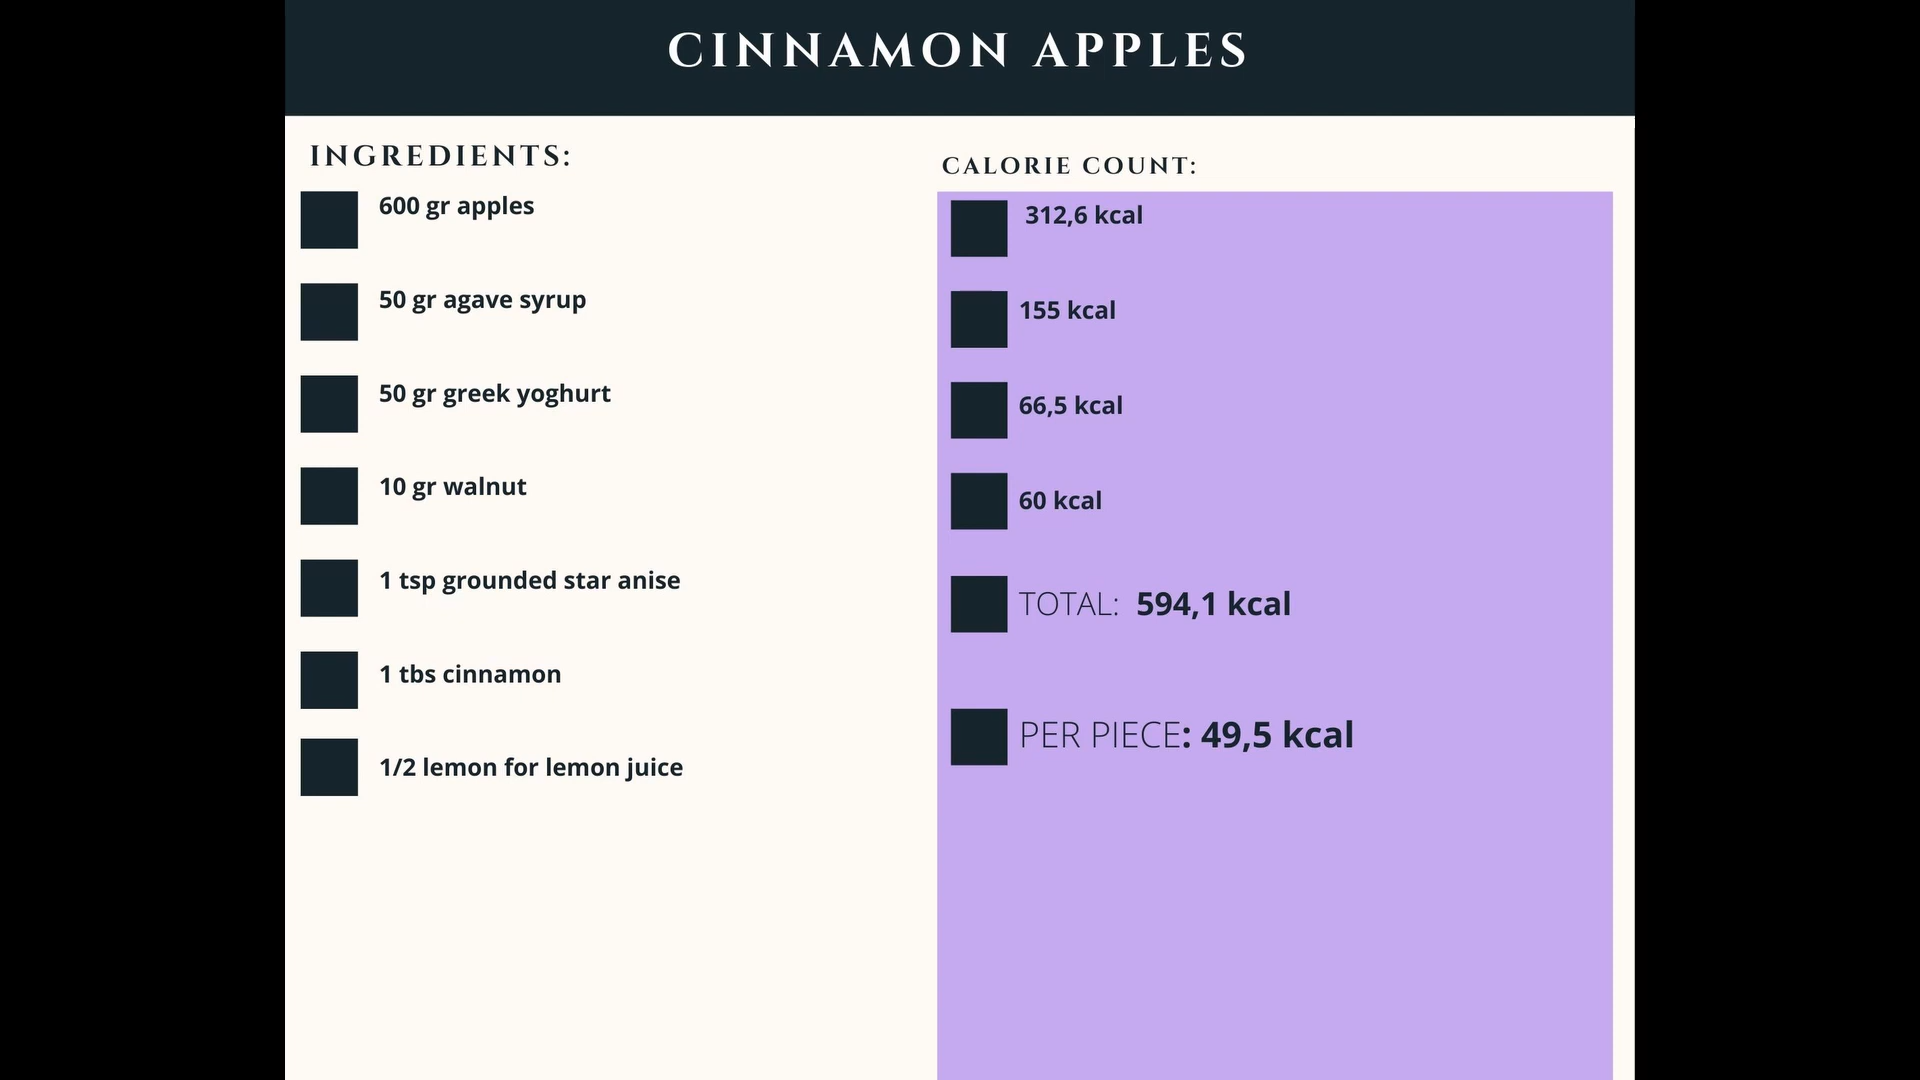 CINNAMON APPLES
INGREDIENTS:
600 gr apples
50 gr agave syrup
50 gr greek yoghurt
10 gr walnut
1 tsp grounded star anise
1 tbs cinnamon
1/2 lemon for lemon juice
CALORIE COUNT:
312,6 kcal
155 kcal
66,5 kcal
60 kcal
TOTAL: 594,1 kcal
PER PIECE: 49,5 kcal